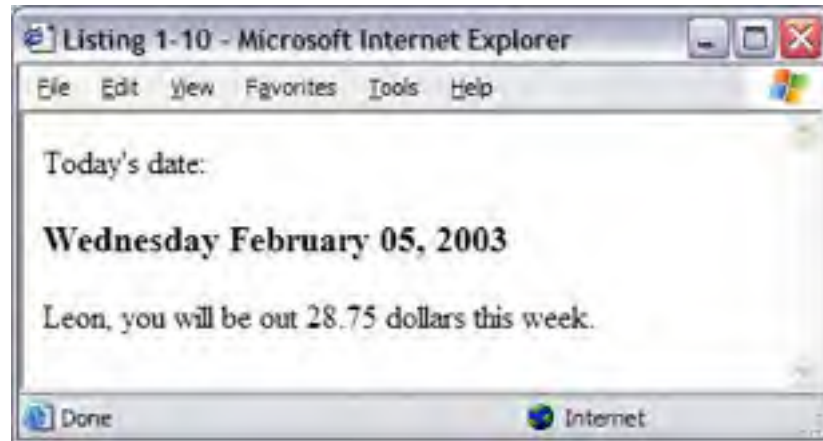 Listing 1-10 - Microsoft Internet Explorer
File Edit View Favorites Tools Help
Today's date:
Wednesday February 05, 2003
Leon, you will be out 28.75 dollars this week.
Done Internet